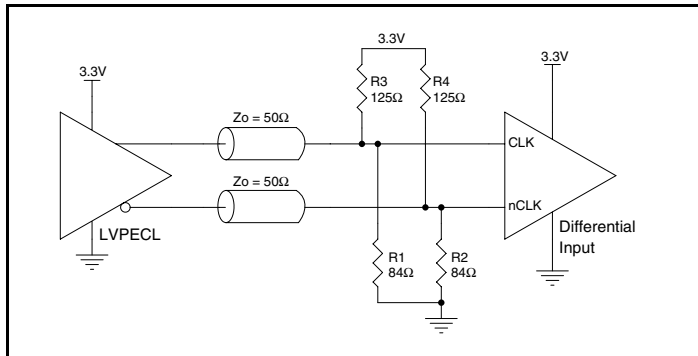 3.3V
3.3V
3.3V
R3
125Ω
R4
125Ω
Zo = 50Ω
CLK
Zo = 50Ω
nCLK
LVPECL
Differential
Input
R1
84Ω
R2
84Ω